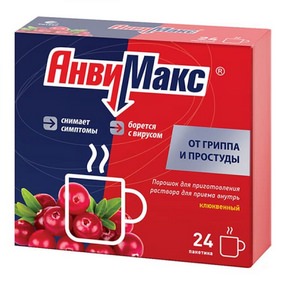 АнвиМакс®
снимает
симптомы
борется
с вирусом
ОТ ГРИППА
И ПРОСТУДЫ
Порошок для приготовления
раствора для приема внутрь
клюквенный
24
пакетика